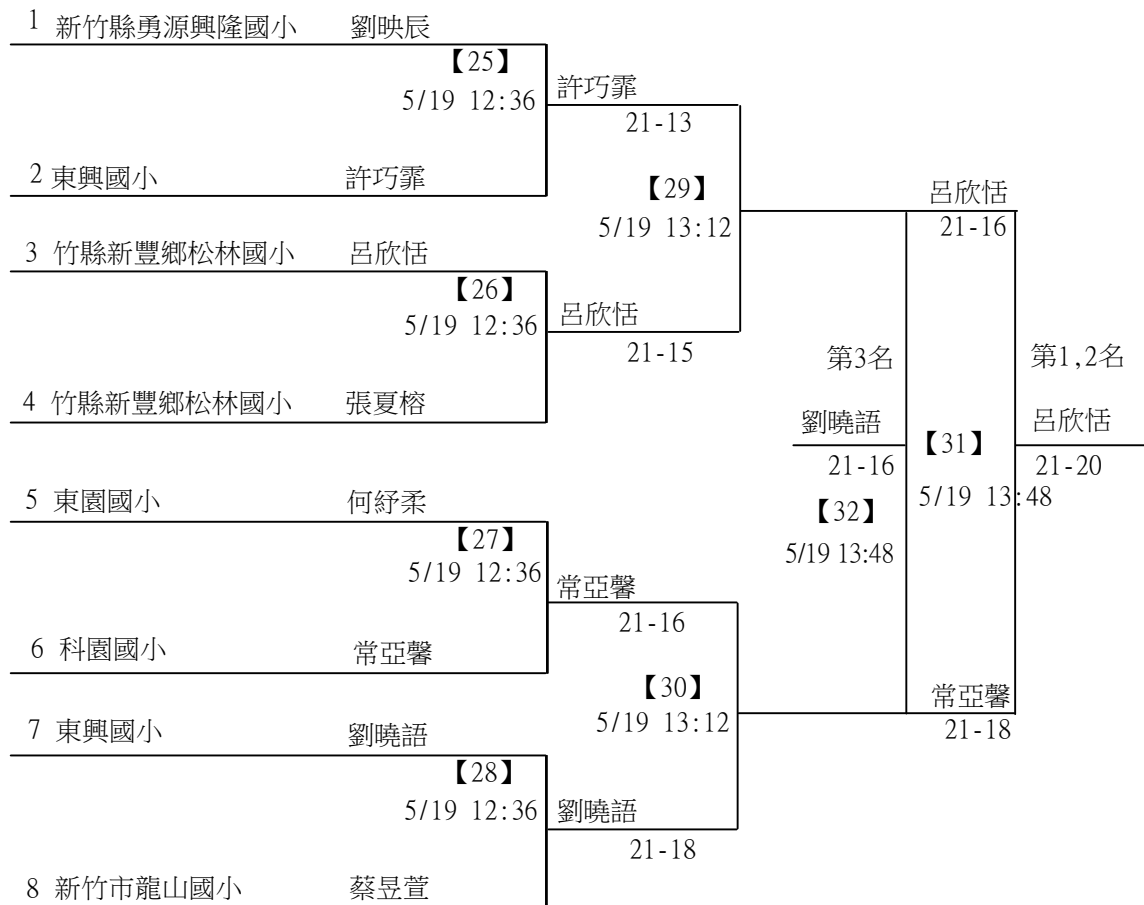 1 新竹縣勇源興隆國小 劉映辰
【25】
5/19 12:36
許巧霏
21-13
2 東興國小 許巧霏
【29】
5/19 13:12
呂欣恬
21-16
3 竹縣新豐鄉松林國小 呂欣恬
【26】
5/19 12:36
呂欣恬
21-15
第3名
第1,2名
4 竹縣新豐鄉松林國小 張夏榕
劉曉語
21-16
【32】
5/19 13:48
【31】
5/19 13:48
呂欣恬
21-20
5 東園國小 何紓柔
【27】
5/19 12:36
常亞馨
21-16
6 科園國小 常亞馨
【30】
5/19 13:12
常亞馨
21-18
7 東興國小 劉曉語
【28】
5/19 12:36
劉曉語
21-18
8 新竹市龍山國小 蔡昱萱